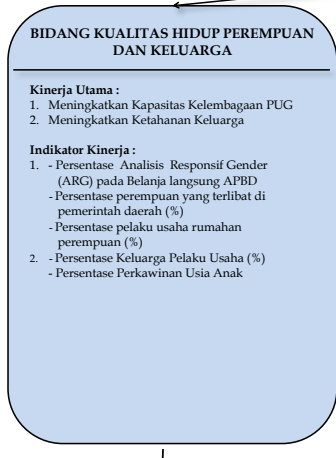 BIDANG KUALITAS HIDUP PEREMPUAN
DAN KELUARGA
Kinerja Utama :
1. Meningkatkan Kapasitas Kelembagaan PUG
2. Meningkatkan Ketahanan Keluarga
Indikator Kinerja :
1. - Persentase Analisis Responsif Gender
(ARG) pada Belanja langsung APBD
- Persentase perempuan yang terlibat di
pemerintah daerah (%)
- Persentase pelaku usaha rumahan
perempuan (%)
2. - Persentase Keluarga Pelaku Usaha (%)
- Persentase Perkawinan Usia Anak